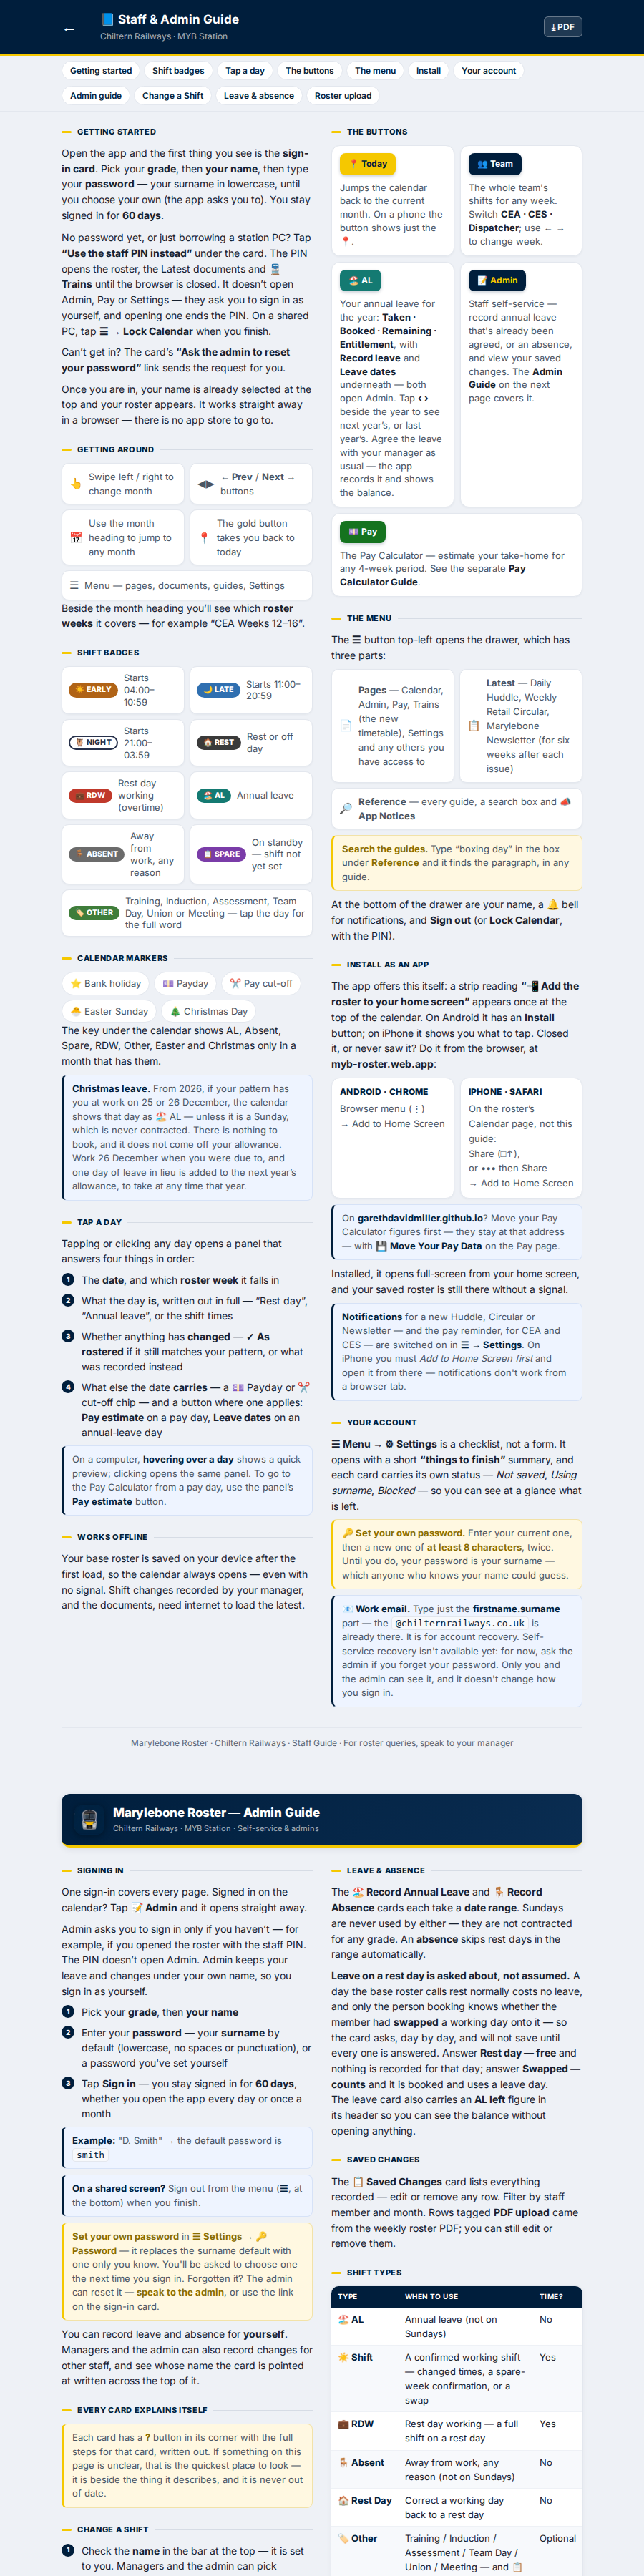 ← 📘 Staff & Admin Guide
Chiltern Railways · MYB Station
⤓ PDF
Getting started
Shift badges
Tap a day
The buttons
The menu
Install
Your account
Admin guide
Change a Shift
Leave & absence
Roster upload
GETTING STARTED
Open the app and the first thing you see is the sign-
in card. Pick your grade, then your name, then type
your password — your surname in lowercase, until
you choose your own (the app asks you to). You stay
signed in for 60 days.
No password yet, or just borrowing a station PC? Tap
“Use the staff PIN instead” under the card. The PIN
opens the roster, the Latest documents and 🚆
Trains until the browser is closed. It doesn’t open
Admin, Pay or Settings — they ask you to sign in as
yourself, and opening one ends the PIN. On a shared
PC, tap ☰ → Lock Calendar when you finish.
Can’t get in? The card’s “Ask the admin to reset
your password” link sends the request for you.
Once you are in, your name is already selected at the
top and your roster appears. It works straight away
in a browser — there is no app store to go to.
GETTING AROUND
👆 Swipe left / right to
change month
◀▶ ← Prev / Next →
buttons
📅 Use the month
heading to jump to
any month
📍 The gold button
takes you back to
today
☰ Menu — pages, documents, guides, Settings
Beside the month heading you’ll see which roster
weeks it covers — for example “CEA Weeks 12–16”.
SHIFT BADGES
☀️ EARLY Starts
04:00–
10:59
🌙 LATE Starts 11:00–
20:59
🦉 NIGHT Starts
21:00–
03:59
🏠 REST Rest or off
day
💼 RDW Rest day
working
(overtime)
🏖️ AL Annual leave
🪑 ABSENT Away
from
work, any
reason
📋 SPARE On standby
— shift not
yet set
🏷️ OTHER Training, Induction, Assessment, Team
Day, Union or Meeting — tap the day for
the full word
CALENDAR MARKERS
⭐ Bank holiday
💷 Payday
✂️ Pay cut-off
🐣 Easter Sunday
🎄 Christmas Day
The key under the calendar shows AL, Absent,
Spare, RDW, Other, Easter and Christmas only in a
month that has them.
Christmas leave. From 2026, if your pattern has
you at work on 25 or 26 December, the calendar
shows that day as 🏖️ AL — unless it is a Sunday,
which is never contracted. There is nothing to
book, and it does not come off your allowance.
Work 26 December when you were due to, and
one day of leave in lieu is added to the next year’s
allowance, to take at any time that year.
TAP A DAY
Tapping or clicking any day opens a panel that
answers four things in order:
1 The date, and which roster week it falls in
2 What the day is, written out in full — “Rest day”,
“Annual leave”, or the shift times
3 Whether anything has changed — ✓ As
rostered if it still matches your pattern, or what
was recorded instead
4 What else the date carries — a 💷 Payday or ✂️
cut-off chip — and a button where one applies:
Pay estimate on a pay day, Leave dates on an
annual-leave day
On a computer, hovering over a day shows a quick
preview; clicking opens the same panel. To go to
the Pay Calculator from a pay day, use the panel’s
Pay estimate button.
WORKS OFFLINE
Your base roster is saved on your device after the
first load, so the calendar always opens — even with
no signal. Shift changes recorded by your manager,
and the documents, need internet to load the latest.
THE BUTTONS
📍 Today
Jumps the calendar
back to the current
month. On a phone the
button shows just the
📍.
👥 Team
The whole team's
shifts for any week.
Switch CEA · CES ·
Dispatcher; use ← →
to change week.
🏖️ AL
Your annual leave for
the year: Taken ·
Booked · Remaining ·
Entitlement, with
Record leave and
Leave dates
underneath — both
open Admin. Tap ‹ ›
beside the year to see
next year’s, or last
year’s. Agree the leave
with your manager as
usual — the app
records it and shows
the balance.
📝 Admin
Staff self-service —
record annual leave
that's already been
agreed, or an absence,
and view your saved
changes. The Admin
Guide on the next
page covers it.
💷 Pay
The Pay Calculator — estimate your take-home for
any 4-week period. See the separate Pay
Calculator Guide.
THE MENU
The ☰ button top-left opens the drawer, which has
three parts:
📄 Pages — Calendar,
Admin, Pay, Trains
(the new
timetable), Settings
and any others you
have access to
📋 Latest — Daily
Huddle, Weekly
Retail Circular,
Marylebone
Newsletter (for six
weeks after each
issue)
🔎 Reference — every guide, a search box and 📣
App Notices
Search the guides. Type “boxing day” in the box
under Reference and it finds the paragraph, in any
guide.
At the bottom of the drawer are your name, a 🔔 bell
for notifications, and Sign out (or Lock Calendar,
with the PIN).
INSTALL AS AN APP
The app offers this itself: a strip reading “📲 Add the
roster to your home screen” appears once at the
top of the calendar. On Android it has an Install
button; on iPhone it shows you what to tap. Closed
it, or never saw it? Do it from the browser, at
myb-roster.web.app:
ANDROID · CHROME
Browser menu (⋮)
→ Add to Home Screen
IPHONE · SAFARI
On the roster’s
Calendar page, not this
guide:
Share (□↑),
or ••• then Share
→ Add to Home Screen
On garethdavidmiller.github.io? Move your Pay
Calculator figures first — they stay at that address
— with 💾 Move Your Pay Data on the Pay page.
Installed, it opens full-screen from your home screen,
and your saved roster is still there without a signal.
Notifications for a new Huddle, Circular or
Newsletter — and the pay reminder, for CEA and
CES — are switched on in ☰ → Settings. On
iPhone you must Add to Home Screen first and
open it from there — notifications don't work from
a browser tab.
YOUR ACCOUNT
☰ Menu → ⚙ Settings is a checklist, not a form. It
opens with a short “things to finish” summary, and
each card carries its own status — Not saved, Using
surname, Blocked — so you can see at a glance what
is left.
🔑 Set your own password. Enter your current one,
then a new one of at least 8 characters, twice.
Until you do, your password is your surname —
which anyone who knows your name could guess.
📧 Work email. Type just the firstname.surname
part — the @chilternrailways.co.uk is
already there. It is for account recovery. Self-
service recovery isn't available yet: for now, ask the
admin if you forget your password. Only you and
the admin can see it, and it doesn't change how
you sign in.
Marylebone Roster · Chiltern Railways · Staff Guide · For roster queries, speak to your manager
Marylebone Roster — Admin Guide
Chiltern Railways · MYB Station · Self-service & admins
SIGNING IN
One sign-in covers every page. Signed in on the
calendar? Tap 📝 Admin and it opens straight away.
Admin asks you to sign in only if you haven’t — for
example, if you opened the roster with the staff PIN.
The PIN doesn’t open Admin. Admin keeps your
leave and changes under your own name, so you
sign in as yourself.
1 Pick your grade, then your name
2 Enter your password — your surname by
default (lowercase, no spaces or punctuation), or
a password you've set yourself
3 Tap Sign in — you stay signed in for 60 days,
whether you open the app every day or once a
month
Example: "D. Smith" → the default password is
smith
On a shared screen? Sign out from the menu (☰, at
the bottom) when you finish.
Set your own password in ☰ Settings → 🔑
Password — it replaces the surname default with
one only you know. You'll be asked to choose one
the next time you sign in. Forgotten it? The admin
can reset it — speak to the admin, or use the link
on the sign-in card.
You can record leave and absence for yourself.
Managers and the admin can also record changes for
other staff, and see whose name the card is pointed
at written across the top of it.
EVERY CARD EXPLAINS ITSELF
Each card has a ? button in its corner with the full
steps for that card, written out. If something on this
page is unclear, that is the quickest place to look —
it is beside the thing it describes, and it is never out
of date.
CHANGE A SHIFT
1 Check the name in the bar at the top — it is set
to you. Managers and the admin can pick
LEAVE & ABSENCE
The 🏖️ Record Annual Leave and 🪑 Record
Absence cards each take a date range. Sundays
are never used by either — they are not contracted
for any grade. An absence skips rest days in the
range automatically.
Leave on a rest day is asked about, not assumed. A
day the base roster calls rest normally costs no leave,
and only the person booking knows whether the
member had swapped a working day onto it — so
the card asks, day by day, and will not save until
every one is answered. Answer Rest day — free and
nothing is recorded for that day; answer Swapped —
counts and it is booked and uses a leave day.
The leave card also carries an AL left figure in
its header so you can see the balance without
opening anything.
SAVED CHANGES
The 📋 Saved Changes card lists everything
recorded — edit or remove any row. Filter by staff
member and month. Rows tagged PDF upload came
from the weekly roster PDF; you can still edit or
remove them.
SHIFT TYPES
TYPE WHEN TO USE TIME?
🏖️ AL Annual leave (not on
Sundays) No
☀️ Shift A confirmed working shift
— changed times, a spare-
week confirmation, or a
swap Yes
💼 RDW Rest day working — a full
shift on a rest day Yes
🪑 Absent Away from work, any
reason (not on Sundays) No
🏠 Rest Day Correct a working day
back to a rest day No
🏷️ Other Training / Induction /
Assessment / Team Day /
Union / Meeting — and 📋 Optional